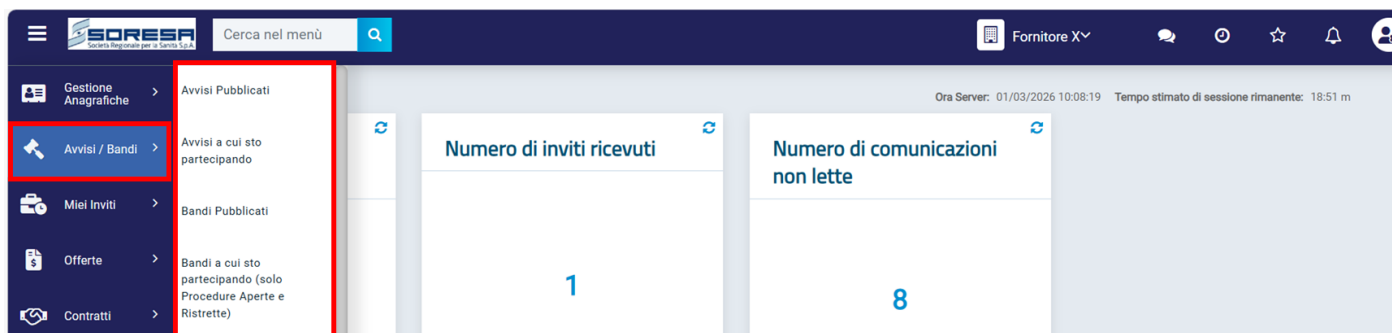 SORESA
Società Regionale per la Sanità S.p.A.
Cerca nel menù
Fornitore X
Ora Server: 01/03/2026 10:08:19 Tempo stimato di sessione rimanente: 18:51 m
Gestione
Anagrafiche
Avvisi / Bandi
Miei Inviti
Offerte
Contratti
Avvisi Pubblicati
Avvisi a cui sto
partecipando
Bandi Pubblicati
Bandi a cui sto
partecipando (solo
Procedure Aperte e
Ristrette)
Numero di inviti ricevuti
1
Numero di comunicazioni
non lette
8